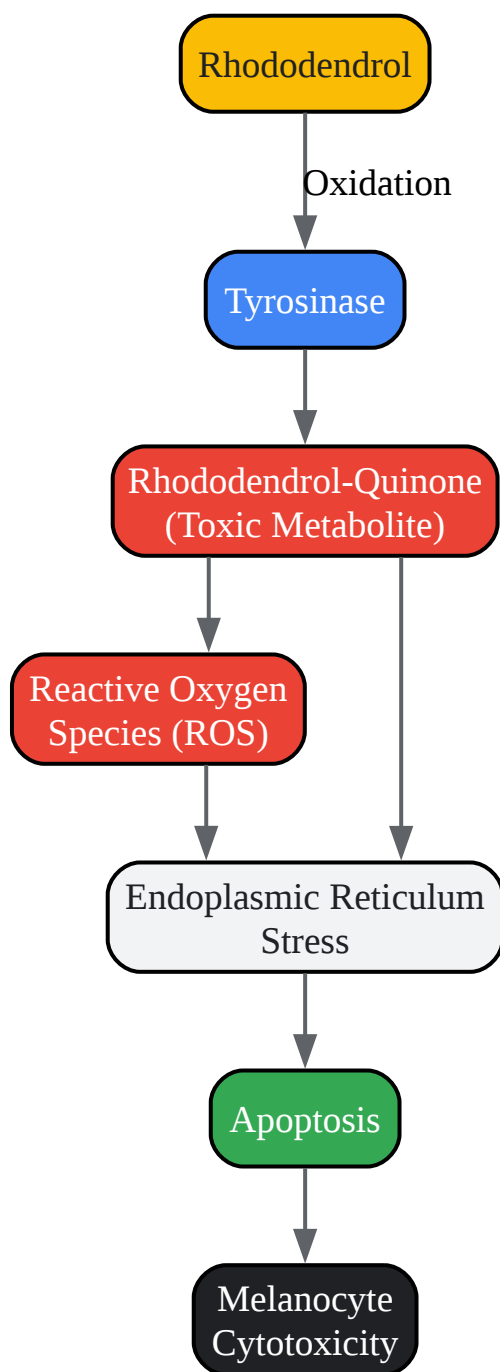 Rhododendrol
Oxidation
Tyrosinase
Rhododendrol-Quinone
(Toxic Metabolite)
Reactive Oxygen
Species (ROS)
Endoplasmic Reticulum
Stress
Apoptosis
Melanocyte
Cytotoxicity